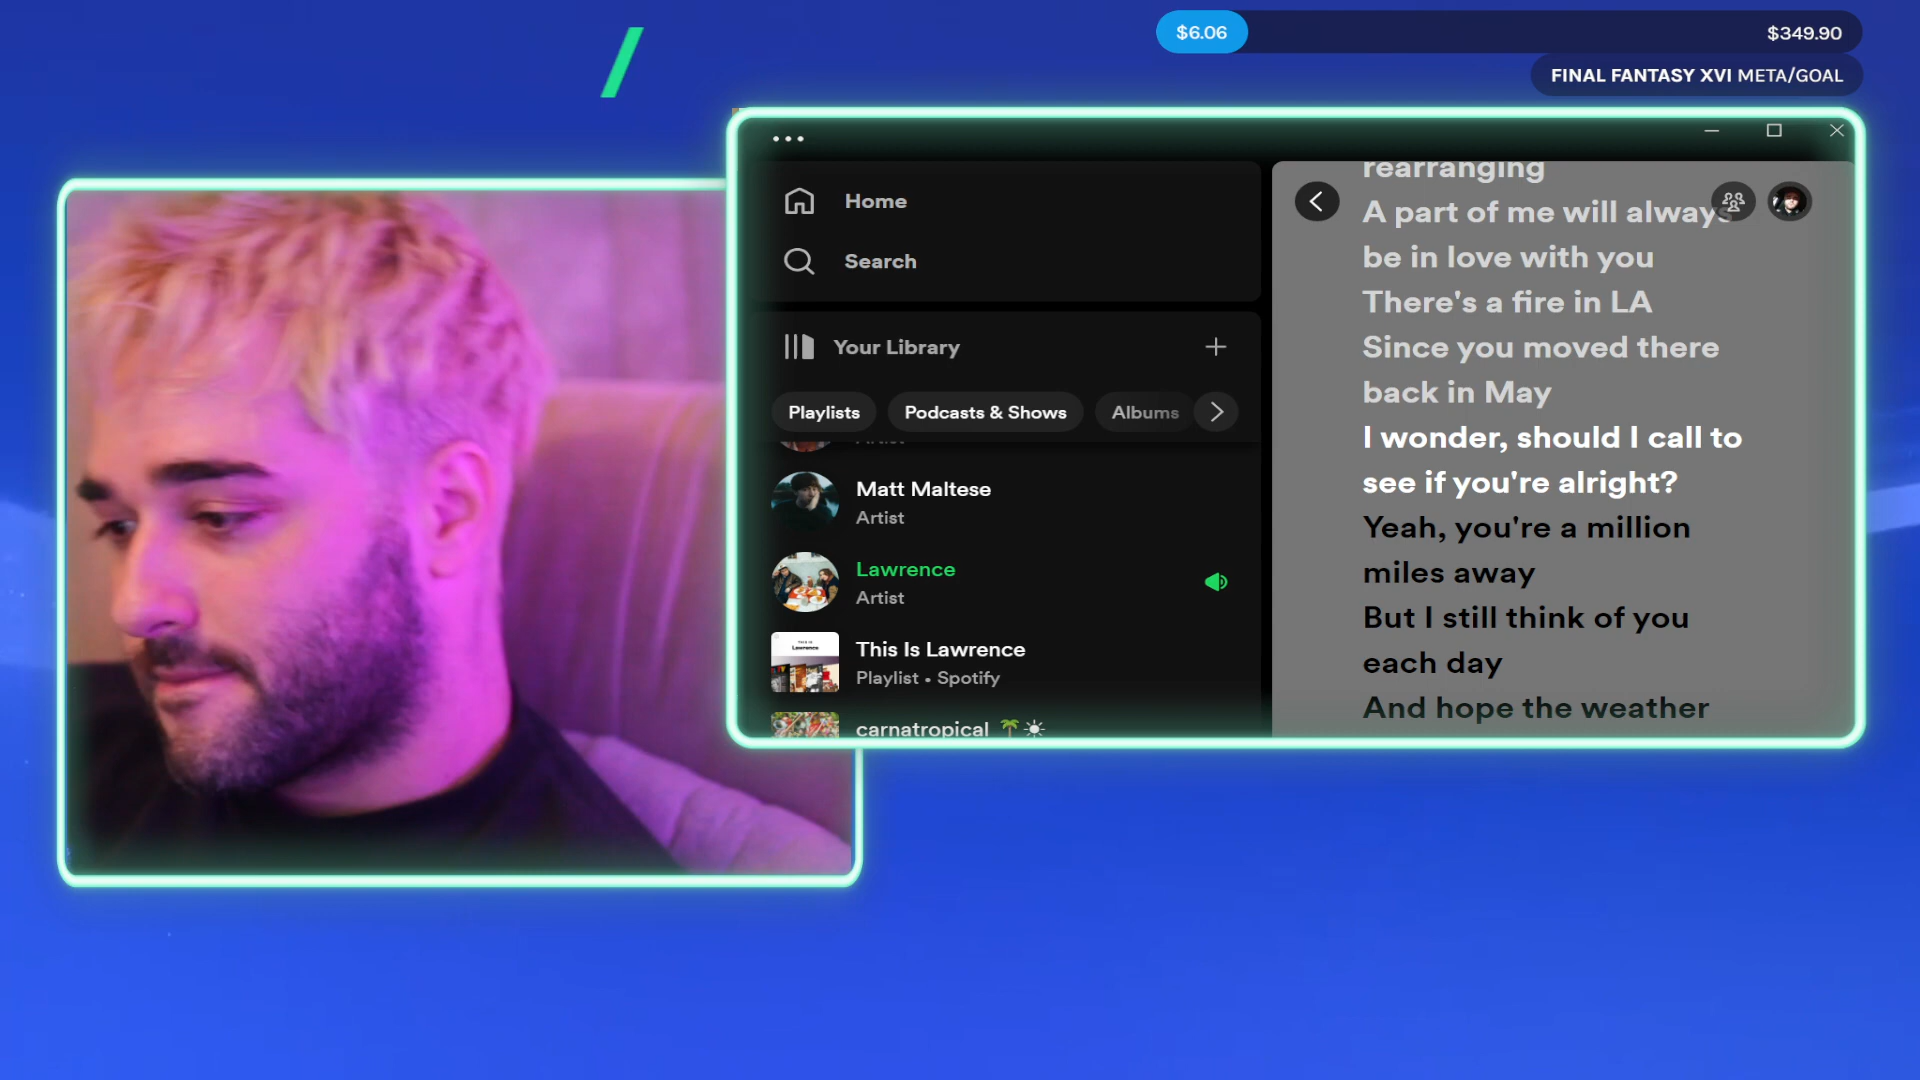 $6.06
$349.90
FINAL FANTASY XVI META/GOAL
Home
Search
Your Library
Playlists
Podcasts & Shows
Albums
Matt Maltese
Artist
Lawrence
Artist
This Is Lawrence
Playlist • Spotify
carnatropical 🌴☀
rearranging
A part of me will always
be in love with you
There's a fire in LA
Since you moved there
back in May
I wonder, should I call to
see if you're alright?
Yeah, you're a million
miles away
But I still think of you
each day
And hope the weather